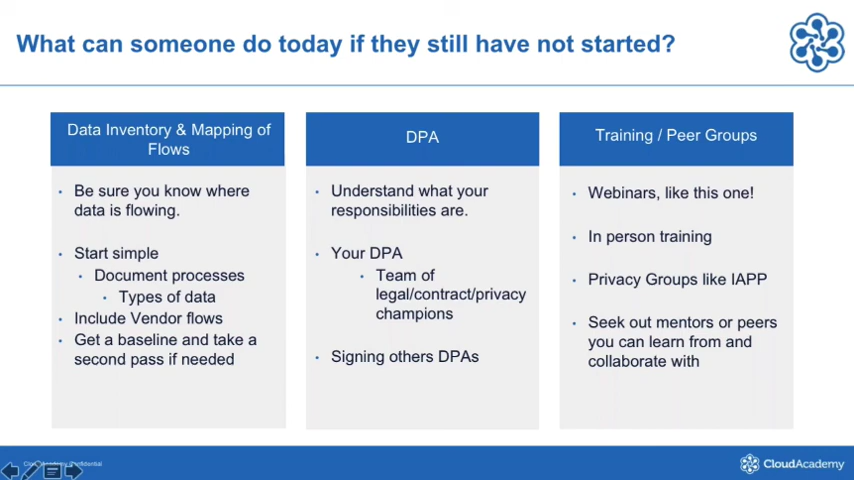 What can someone do today if they still have not started?
Data Inventory & Mapping of
Flows
Be sure you know where
data is flowing.
Start simple
Document processes
Types of data
Include Vendor flows
Get a baseline and take a
second pass if needed
DPA
Understand what your
responsibilities are.
Your DPA
Team of
legal/contract/privacy
champions
Signing others DPAs
Training / Peer Groups
Webinars, like this one!
In person training
Privacy Groups like IAPP
Seek out mentors or peers
you can learn from and
collaborate with
CloudAcademy Confidential
CloudAcademy